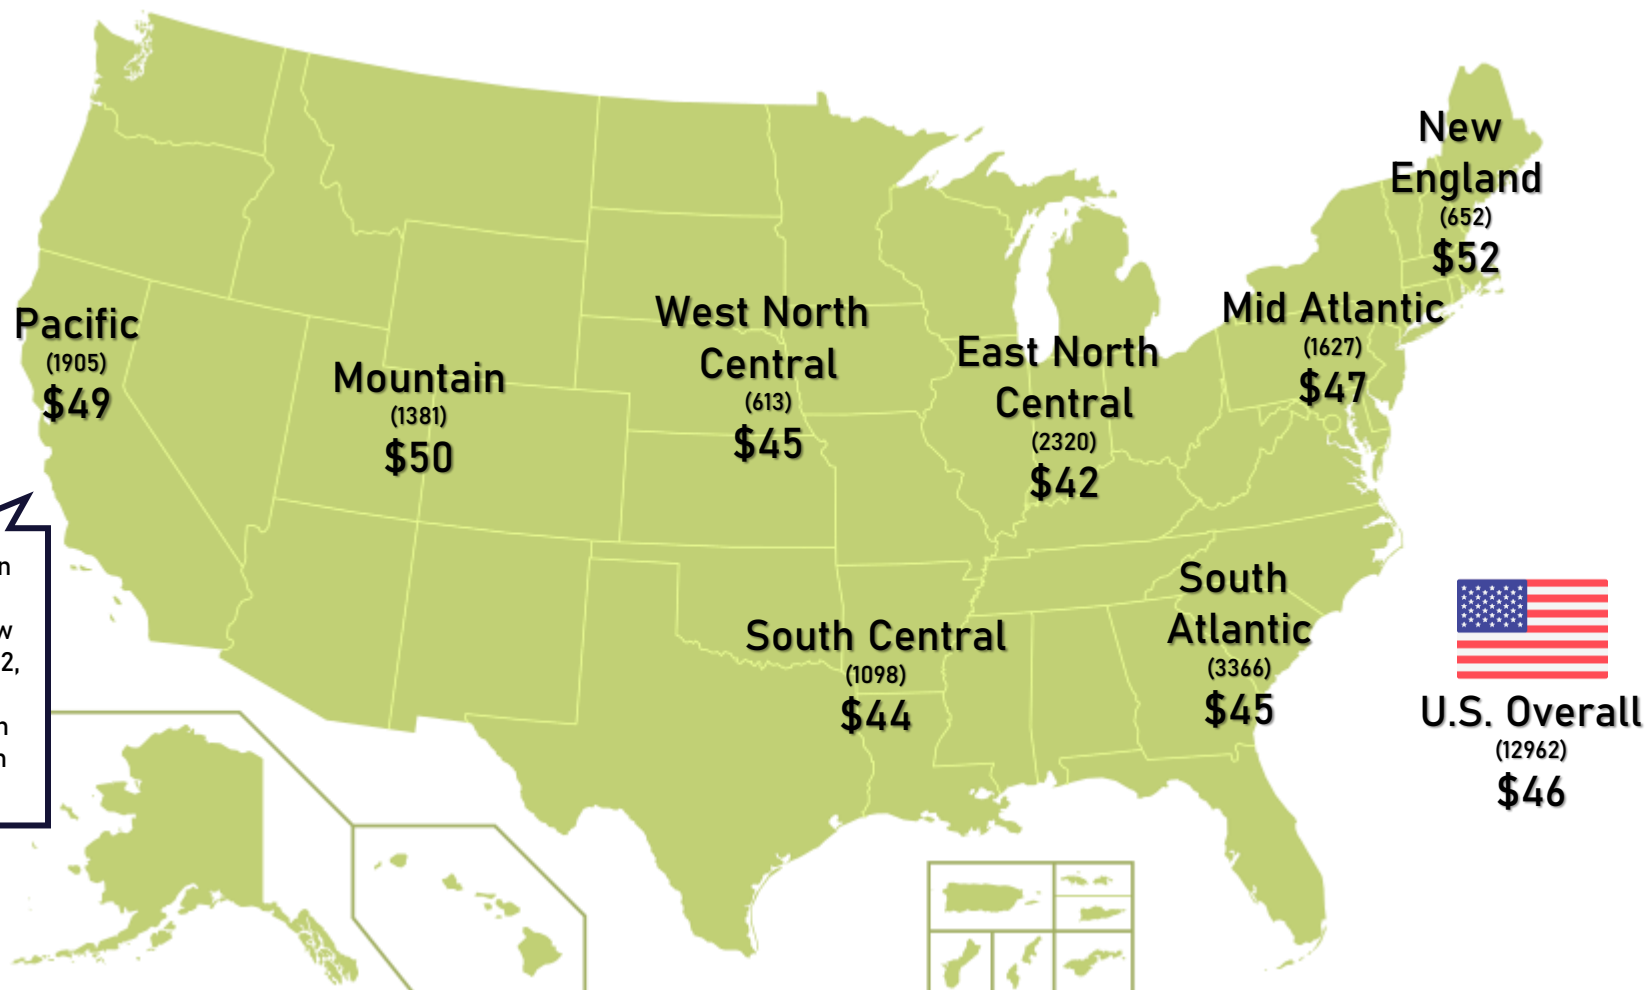 New
England
(652)
$52
Mid Atlantic
(1627)
$47
Pacific
(1905)
$49
Mountain
(1381)
$50
West North
Central
(613)
$45
East North
Central
(2320)
$42
South Central
(1098)
$44
South
Atlantic
(3366)
$45
U.S. Overall
(12962)
$46
2,